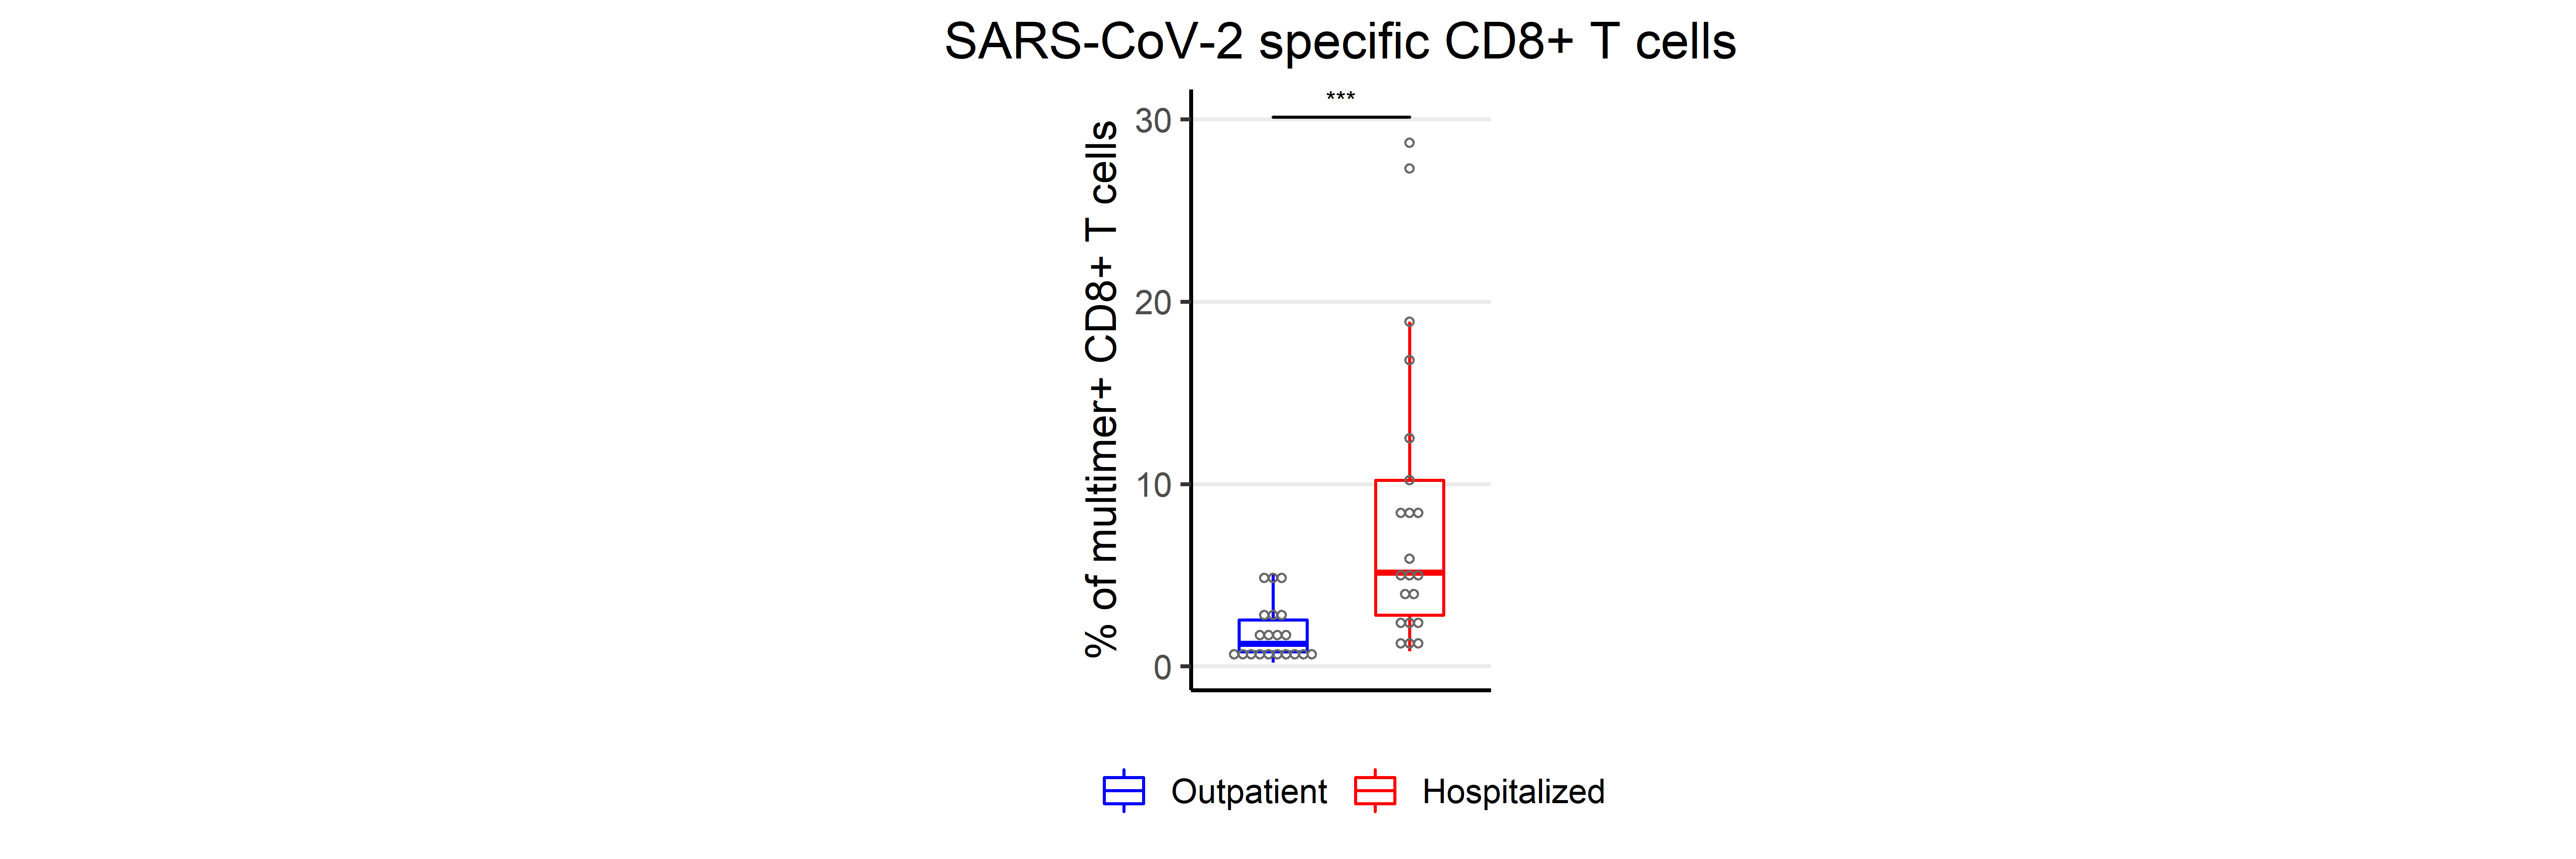 SARS-CoV-2 specific CD8+ T cells
***
% of multimer+ CD8+ T cells
30
20
10
0
Outpatient
Hospitalized